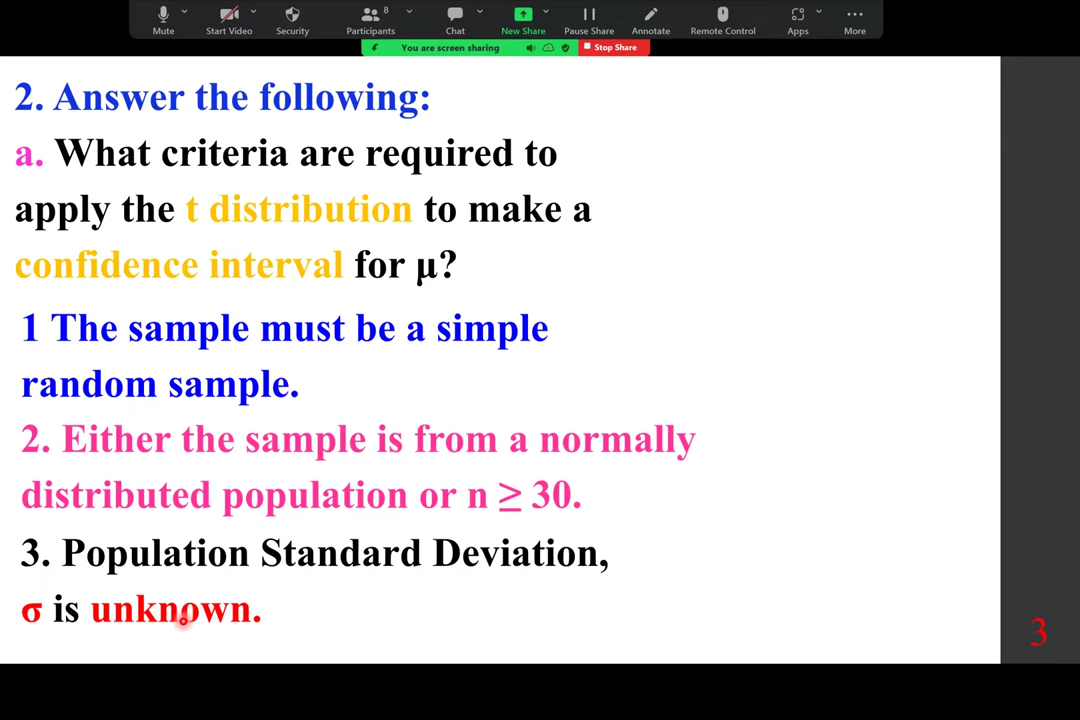 Mute
Start Video
Security
Participants
8
Chat
New Share
Pause Share
Annotate
Remote Control
Apps
More
You are screen sharing
Stop Share
2. Answer the following:
a. What criteria are required to
apply the t distribution to make a
confidence interval for μ?
1 The sample must be a simple
random sample.
2. Either the sample is from a normally
distributed population or n ≥ 30.
3. Population Standard Deviation,
σ is unknown.
3